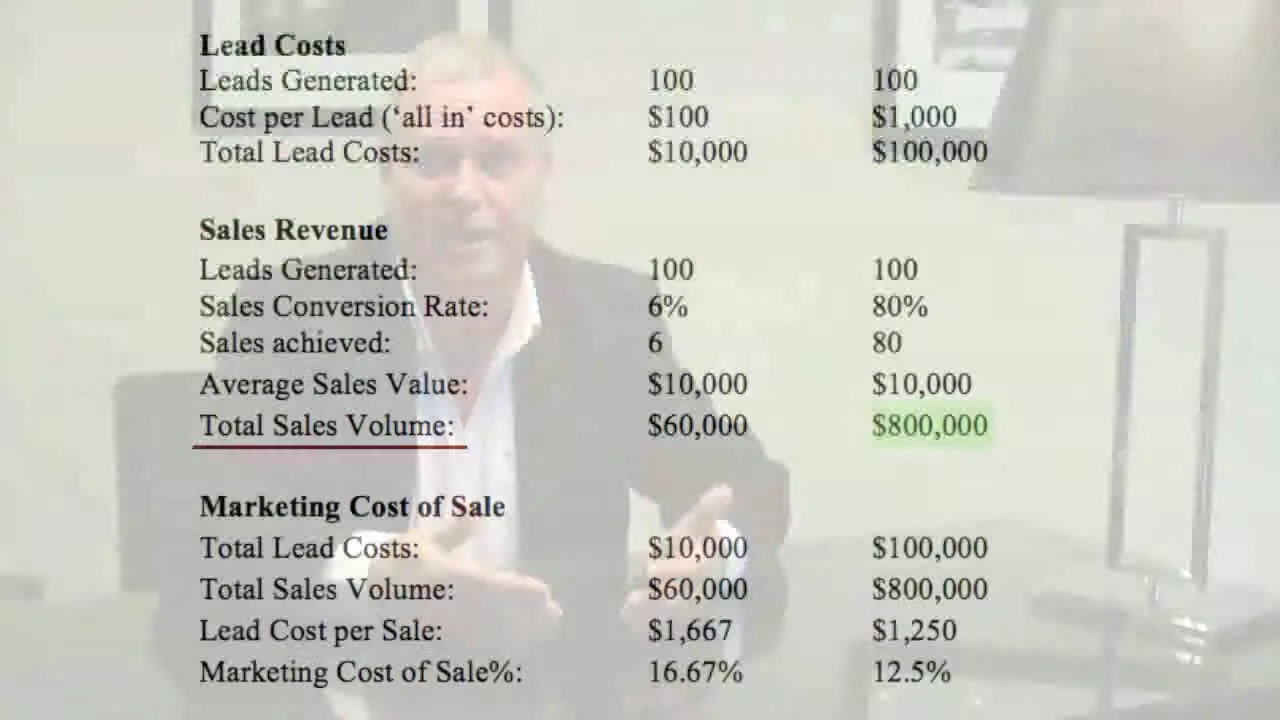 Lead Costs
Leads Generated: 100 100
Cost per Lead (‘all in’ costs): $100 $1,000
Total Lead Costs: $10,000 $100,000
Sales Revenue
Leads Generated: 100 100
Sales Conversion Rate: 6% 80%
Sales achieved: 6 80
Average Sales Value: $10,000 $10,000
Total Sales Volume: $60,000 $800,000
Marketing Cost of Sale
Total Lead Costs: $10,000 $100,000
Total Sales Volume: $60,000 $800,000
Lead Cost per Sale: $1,667 $1,250
Marketing Cost of Sale%: 16.67% 12.5%